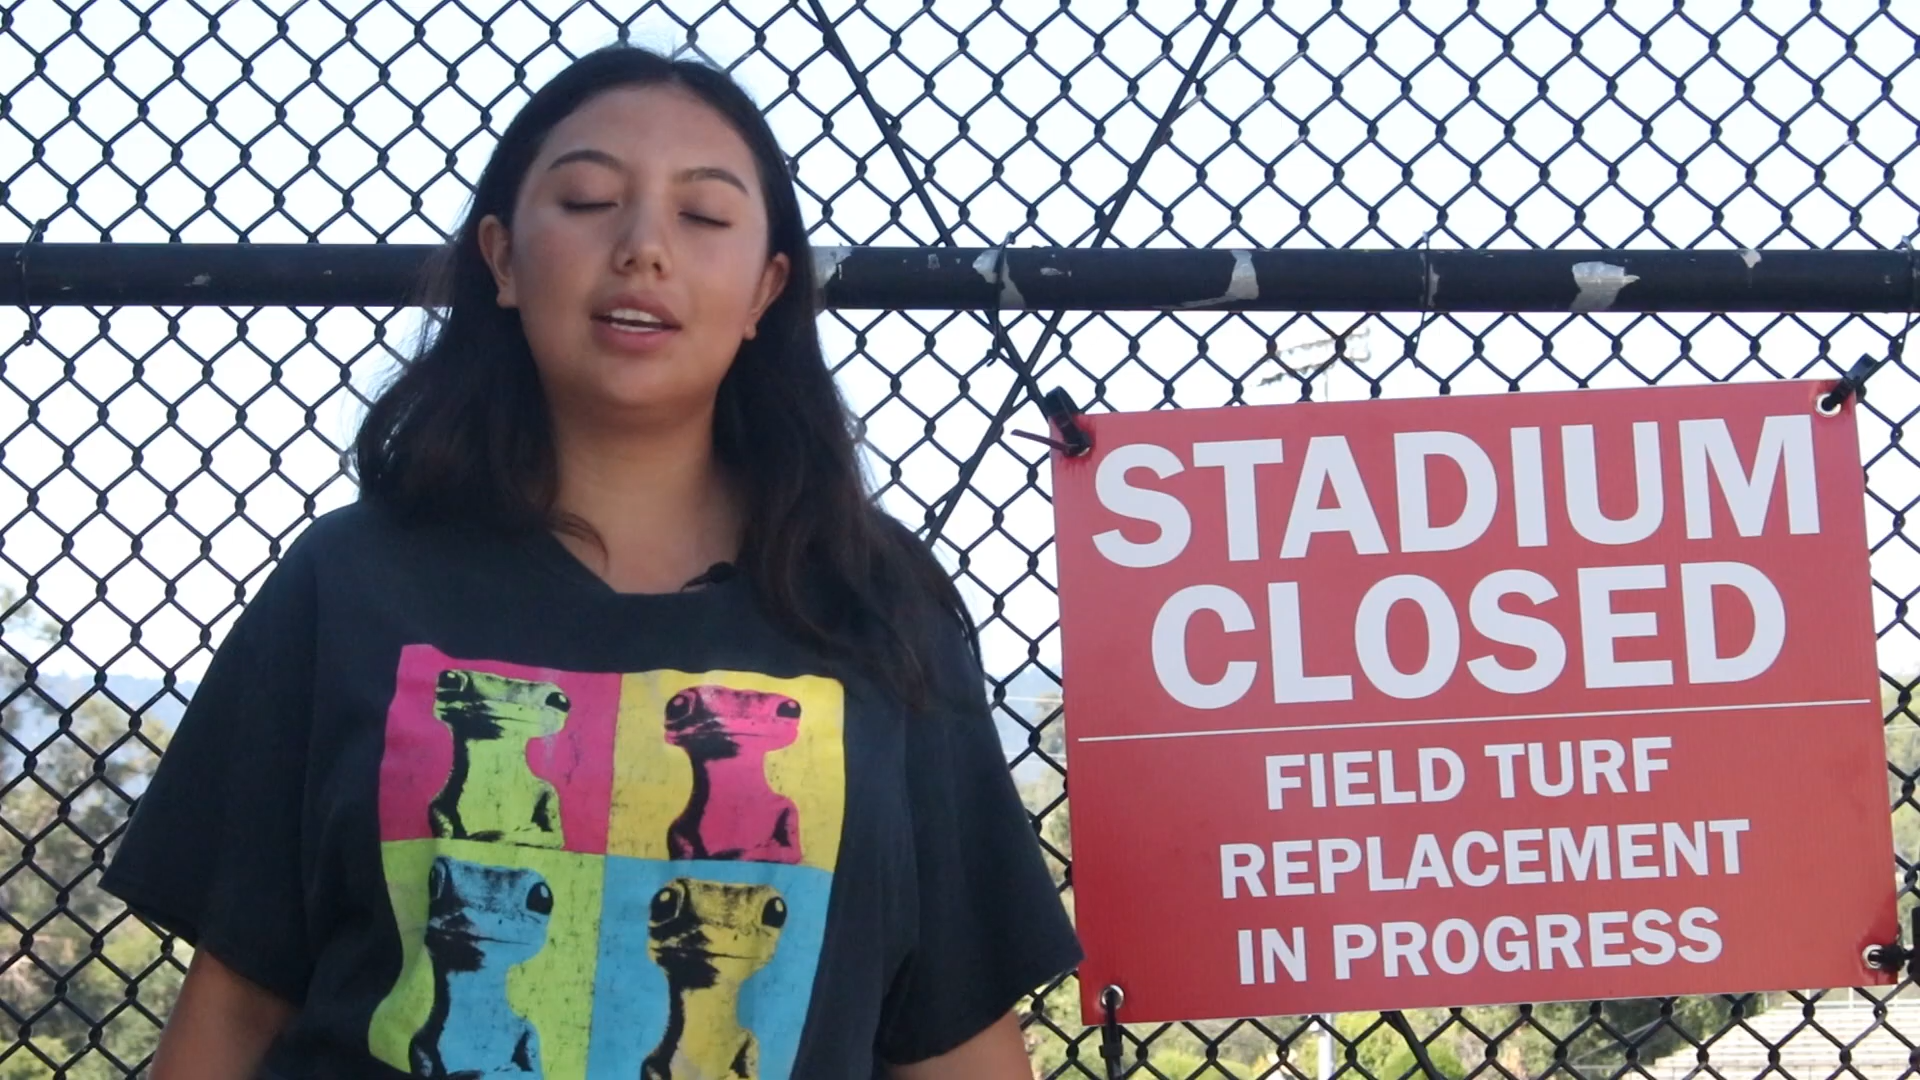 STADIUM
CLOSED
FIELD TURF
REPLACEMENT
IN PROGRESS